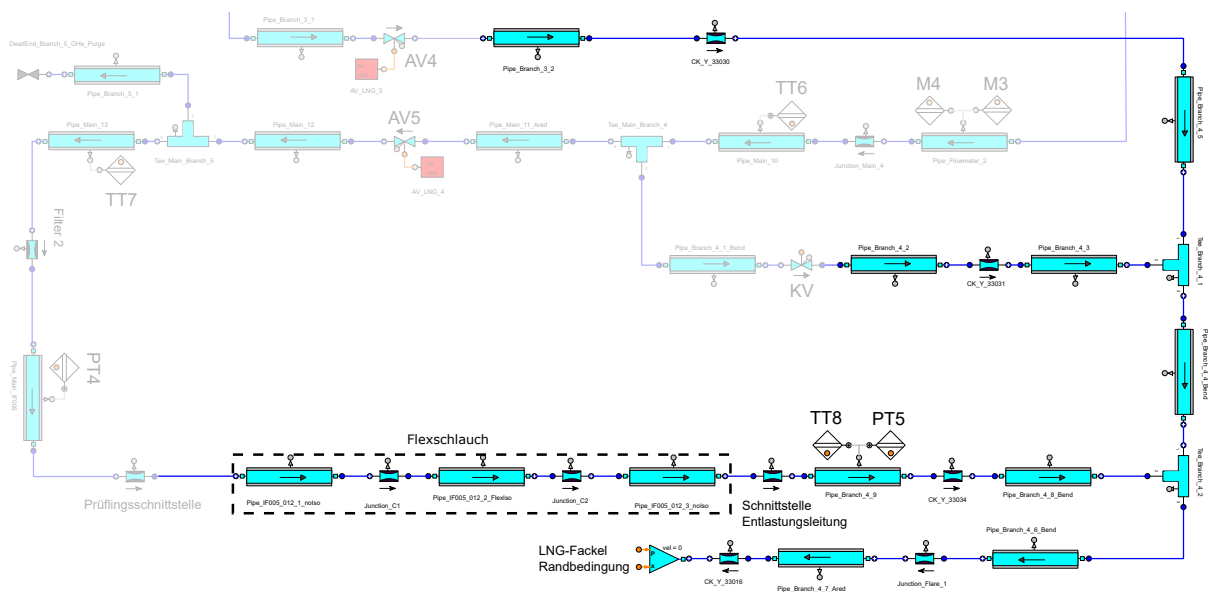 Pipe_Branch_3_1
AV4
AV_LNG_3
Pipe_Branch_3_2
CK_Y_33030
DeadEnd_Branch_5_GHe_Purge
Pipe_Branch_5_1
Pipe_Main_13
TT7
Tee_Main_Branch_5
Pipe_Main_12
AV5
AV_LNG_4
Pipe_Main_11_Ared
Tee_Main_Branch_4
TT6
Pipe_Main_10
Junction_Main_4
M4
M3
Pipe_Flowmeter_2
Pipe_Branch_4_5
Filter 2
Pipe_Branch_4_1_Bend
KV
Pipe_Branch_4_2
CK_Y_33031
Pipe_Branch_4_3
Tee_Branch_4_1
Pipe_Main_IF005
PT4
Pipe_Branch_4_4_Bend
Prüflingsschnittstelle
Flexschlauch
Pipe_IF005_012_1_noIso
Junction_C1
Pipe_IF005_012_2_FlexIso
Junction_C2
Pipe_IF005_012_3_noIso
Schnittstelle
Entlastungsleitung
TT8
PT5
Pipe_Branch_4_9
CK_Y_33034
Pipe_Branch_4_8_Bend
Tee_Branch_4_2
LNG-Fackel
Randbedingung
P
x
vel = 0
CK_Y_33016
Pipe_Branch_4_7_Ared
Junction_Flare_1
Pipe_Branch_4_6_Bend